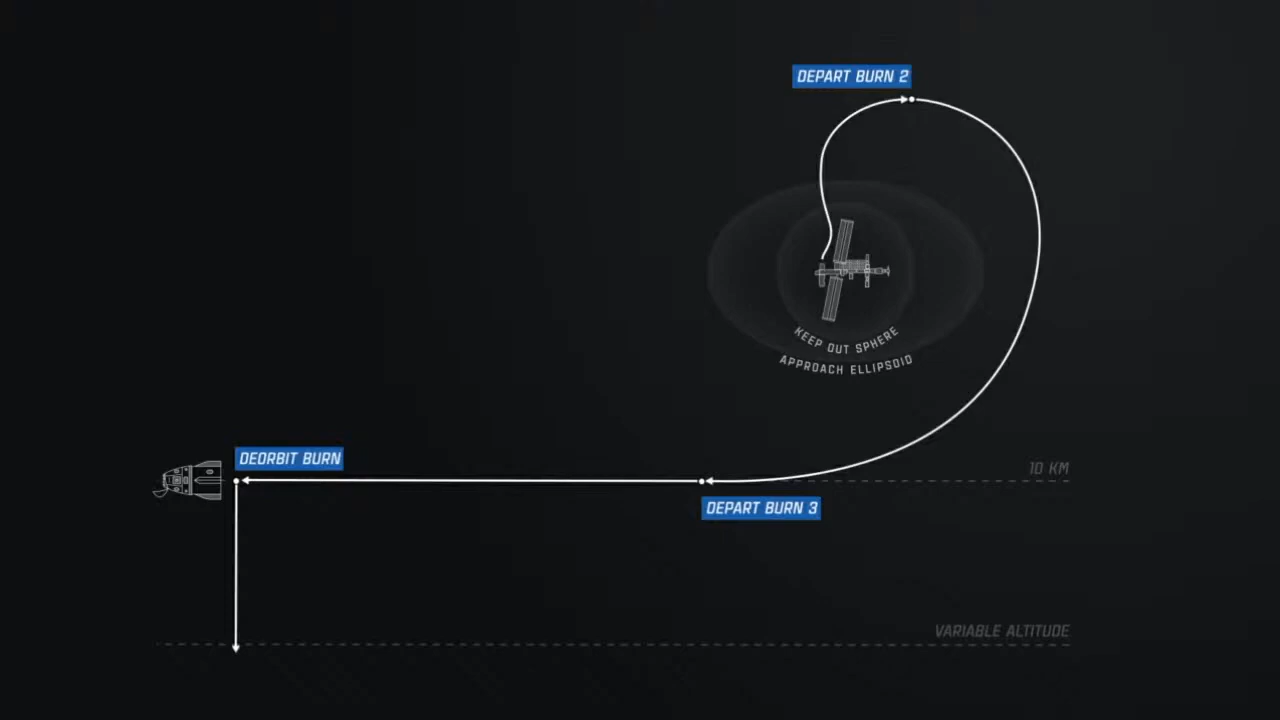 DEPART BURN 2
KEEP OUT SPHERE
APPROACH ELLIPSOID
DEORBIT BURN
10 KM
DEPART BURN 3
VARIABLE ALTITUDE